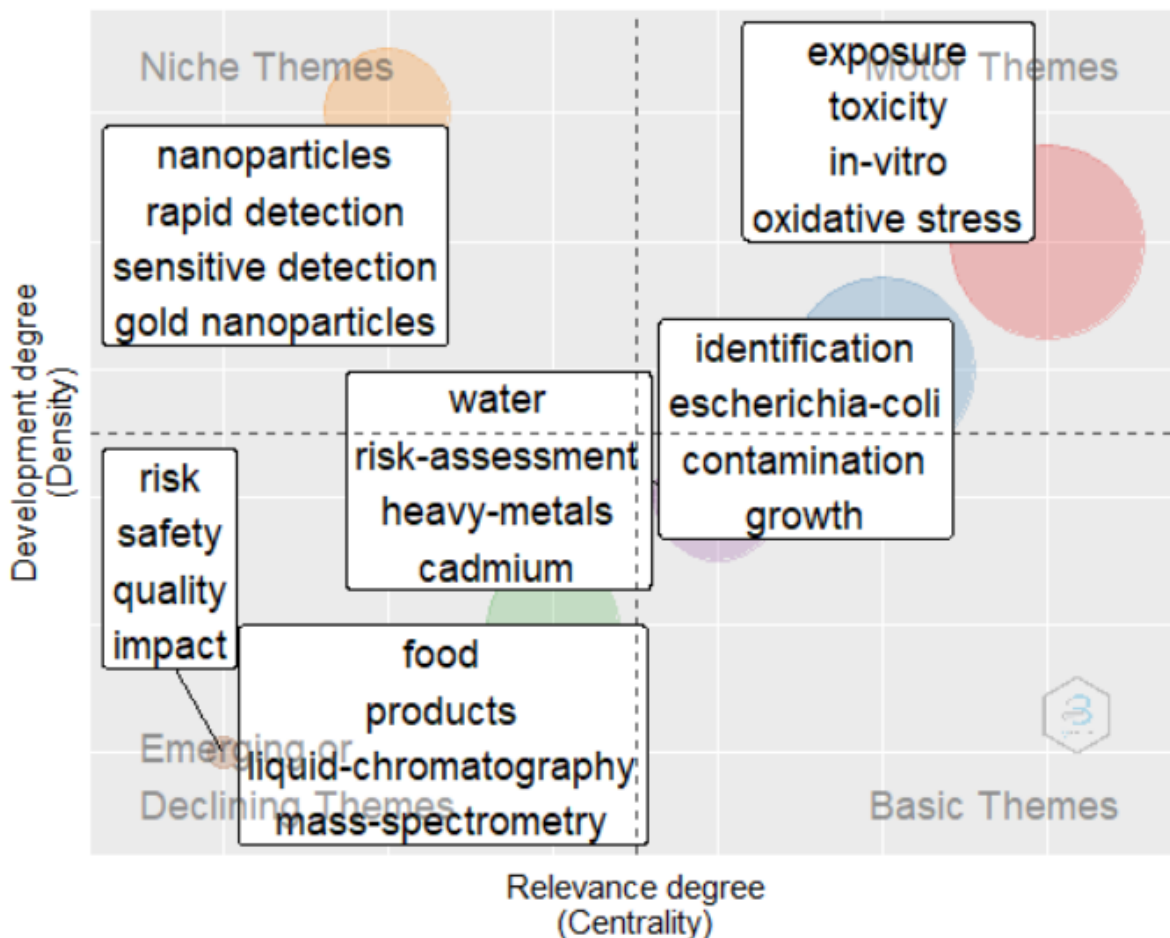 Niche Themes
Motor Themes
exposure
toxicity
in-vitro
oxidative stress
nanoparticles
rapid detection
sensitive detection
gold nanoparticles
identification
escherichia-coli
contamination
growth
water
risk-assessment
heavy-metals
cadmium
risk
safety
quality
impact
food
products
liquid-chromatography
mass-spectrometry
Emerging or
Declining Themes
Basic Themes
Development degree
(Density)
Relevance degree
(Centrality)